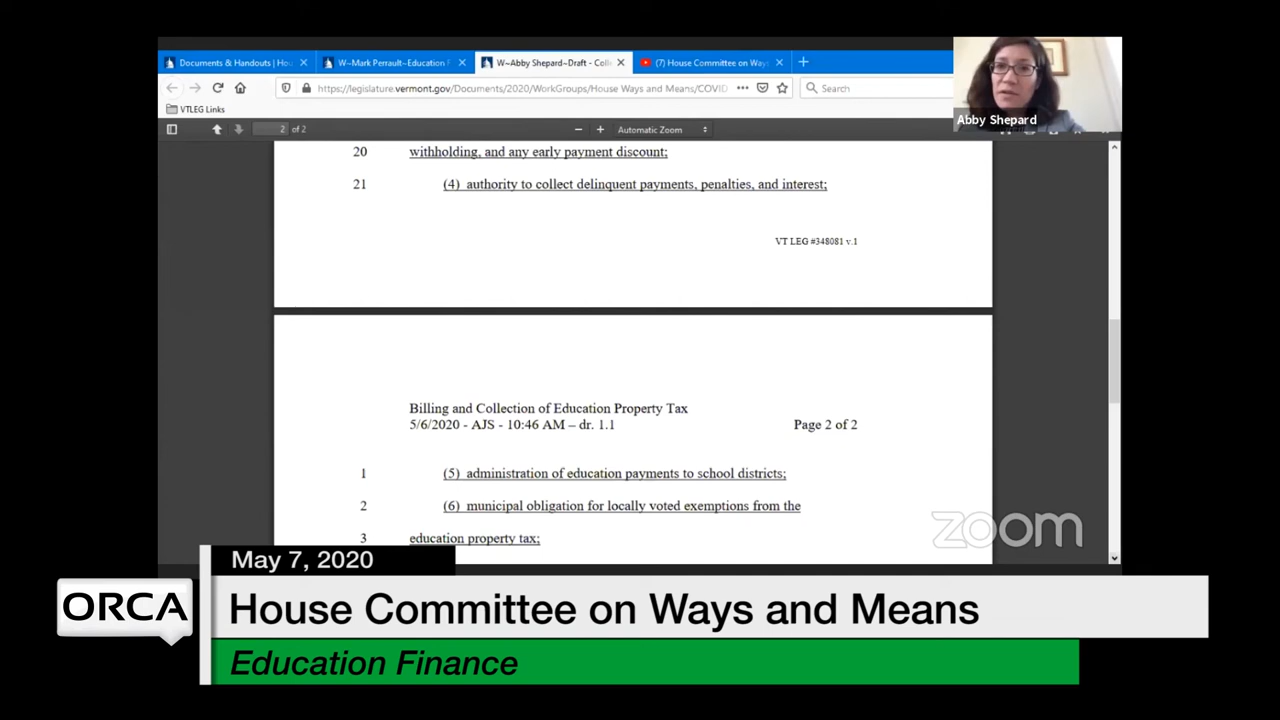 Documents & Handouts | Hou
W~Mark Perrault~Education F
W~Abby Shepard~Draft - Colle
(7) House Committee on Ways
https://legislature.vermont.gov/Documents/2020/WorkGroups/House Ways and Means/COVID
Search
VTLEG Links
2 of 2
Automatic Zoom
Abby Shepard
20 withholding, and any early payment discount;
21 (4) authority to collect delinquent payments, penalties, and interest;
VT LEG #348081 v.1
Billing and Collection of Education Property Tax
5/6/2020 - AJS - 10:46 AM – dr. 1.1 Page 2 of 2
1 (5) administration of education payments to school districts;
2 (6) municipal obligation for locally voted exemptions from the
3 education property tax;
zoom
May 7, 2020
ORCA
House Committee on Ways and Means
Education Finance